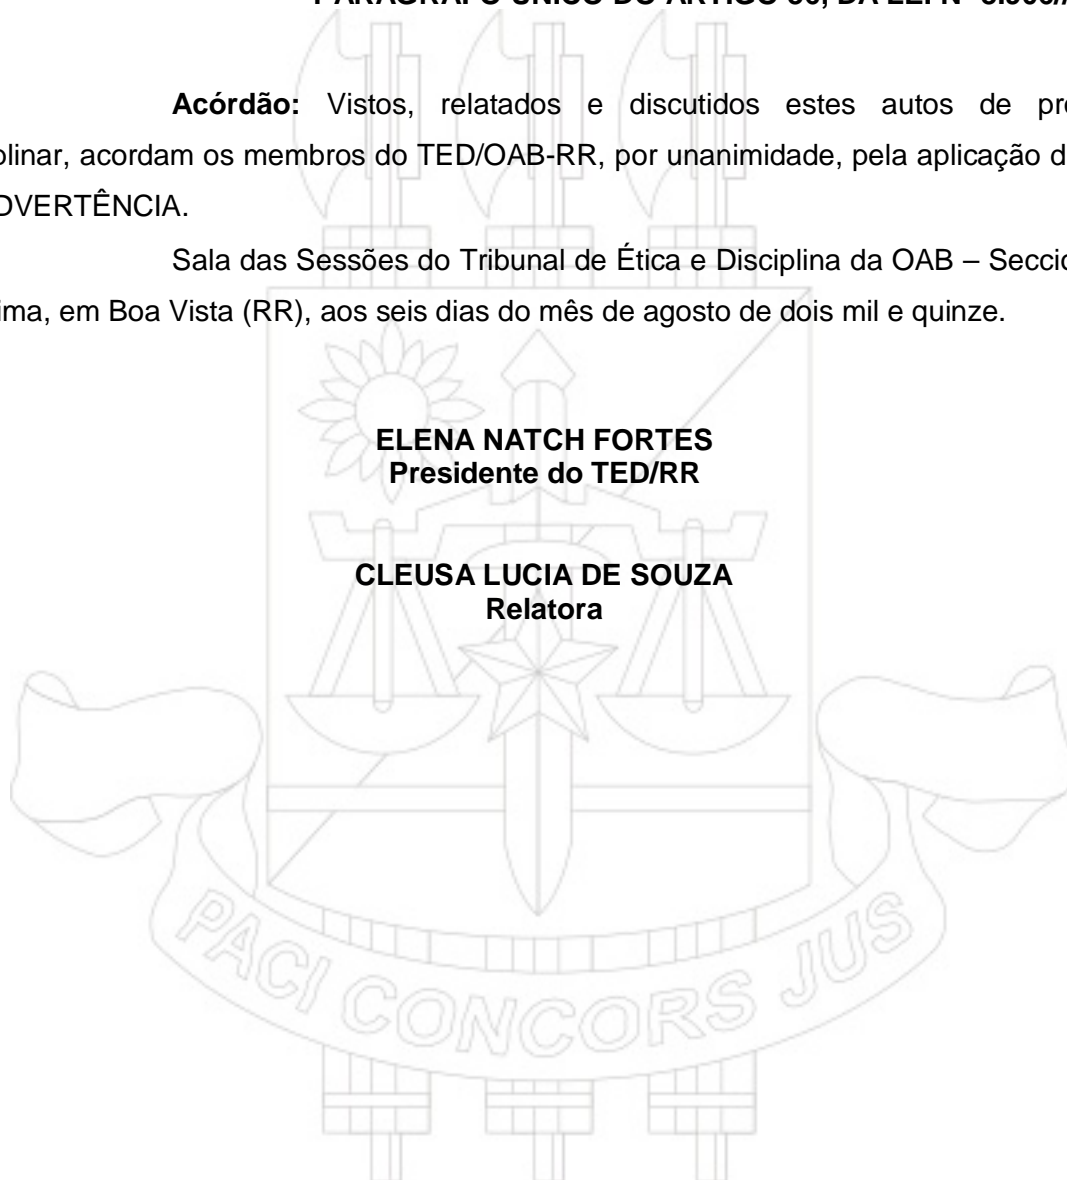 PARÁGRAFO ÚNICO DO ARTIGO 36, DA LEI Nº 8.906/
Acórdão: Vistos, relatados e discutidos estes autos de pr
plinar, acordam os membros do TED/OAB-RR, por unanimidade, pela aplicação d
DVERTÊNCIA.
Sala das Sessões do Tribunal de Ética e Disciplina da OAB – Secci
ima, em Boa Vista (RR), aos seis dias do mês de agosto de dois mil e quinze.
ELENA NATCH FORTES
Presidente do TED/RR
CLEUSA LUCIA DE SOUZA
Relatora
PACI CONCORS JUS